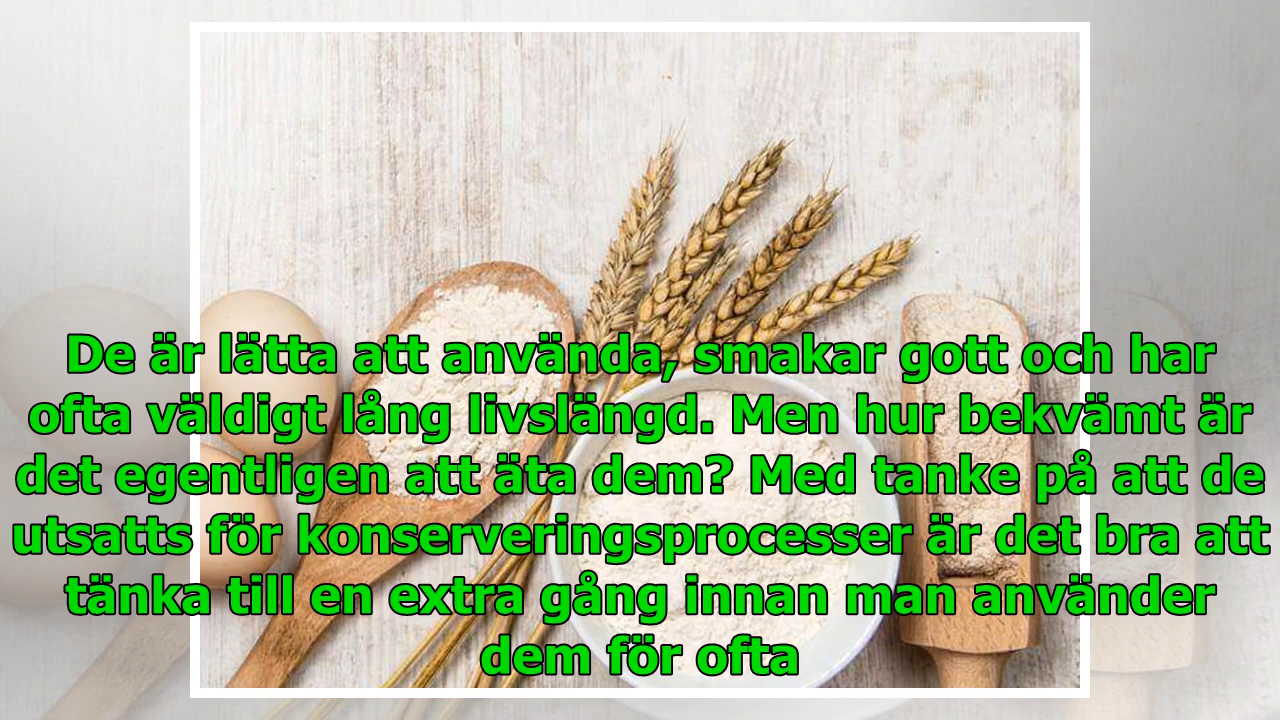 De är lätta att använda, smakar gott och har
ofta väldigt lång livslängd. Men hur bekvämt är
det egentligen att äta dem? Med tanke på att de
utsatts för konserveringsprocesser är det bra att
tänka till en extra gång innan man använder
dem för ofta